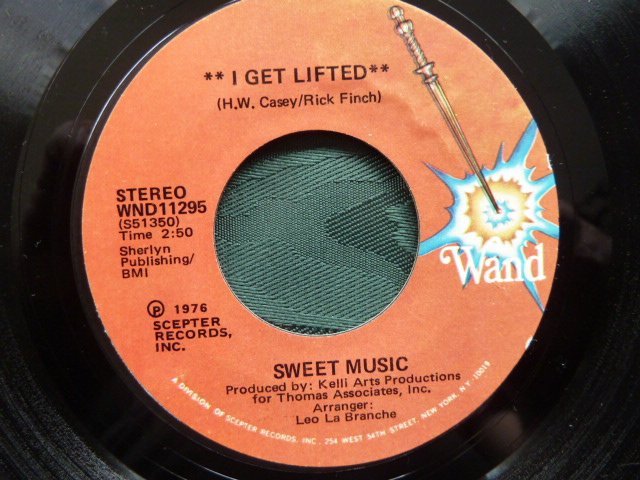 ** I GET LIFTED **
(H.W. Casey/Rick Finch)
STEREO
WND11295
(S51350)
Time 2:50
Sherlyn
Publishing/
BMI
Ⓟ 1976
SCEPTER
RECORDS,
INC.
Wand
SWEET MUSIC
Produced by: Kelli Arts Productions
for Thomas Associates, Inc.
Arranger:
Leo La Branche
A DIVISION OF SCEPTER RECORDS, INC., 254 WEST 54TH STREET, NEW YORK, N.Y. 10019